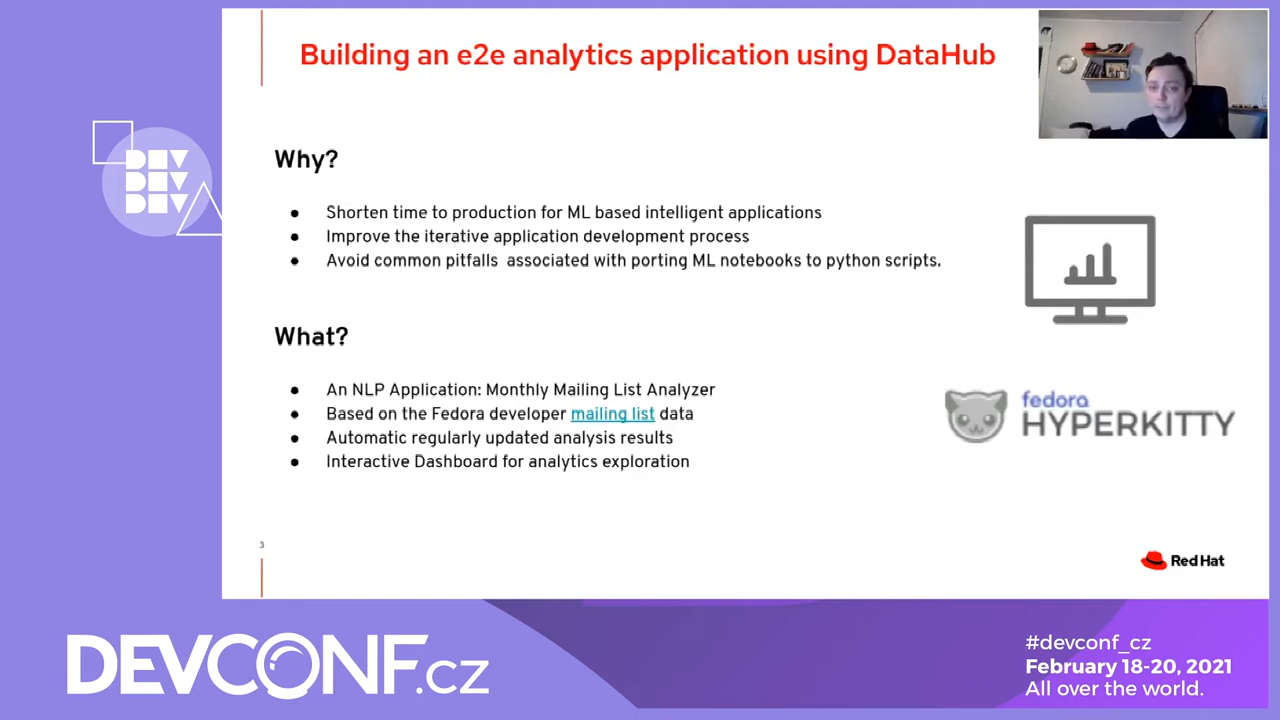 Building an e2e analytics application using DataHub
DEV
DEV
DEV
Why?
● Shorten time to production for ML based intelligent applications
● Improve the iterative application development process
● Avoid common pitfalls associated with porting ML notebooks to python scripts.
What?
● An NLP Application: Monthly Mailing List Analyzer
● Based on the Fedora developer mailing list data
● Automatic regularly updated analysis results
● Interactive Dashboard for analytics exploration
fedora
HYPERKITTY
3
Red Hat
DEVCONF.cz
#devconf_cz
February 18-20, 2021
All over the world.